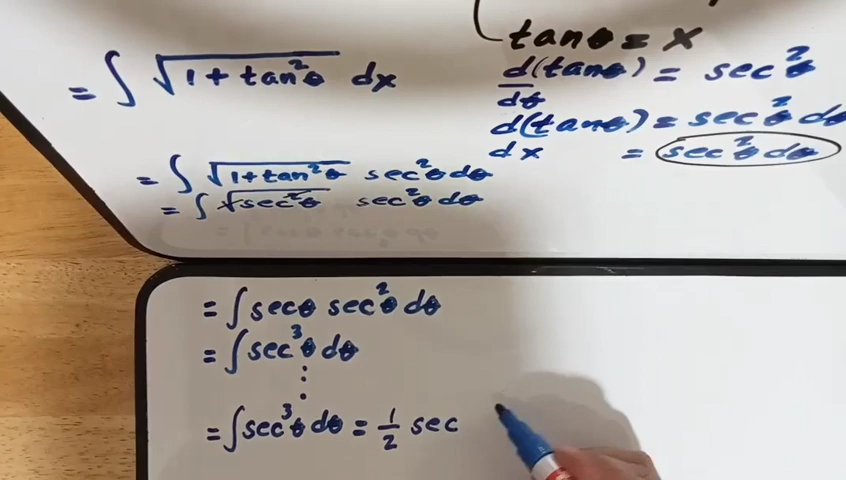 tanθ = x
= ∫ √1 + tan²θ dx
d(tanθ) = sec²θ
dθ
d(tanθ) = sec²θ dθ
dx = sec²θ dθ
= ∫ √1+tan²θ sec²θ dθ
= ∫ √sec²θ sec²θ dθ
= ∫ secθ sec²θ dθ
= ∫ sec³θ dθ
⋮
= ∫ sec³θ dθ = 1/2 sec